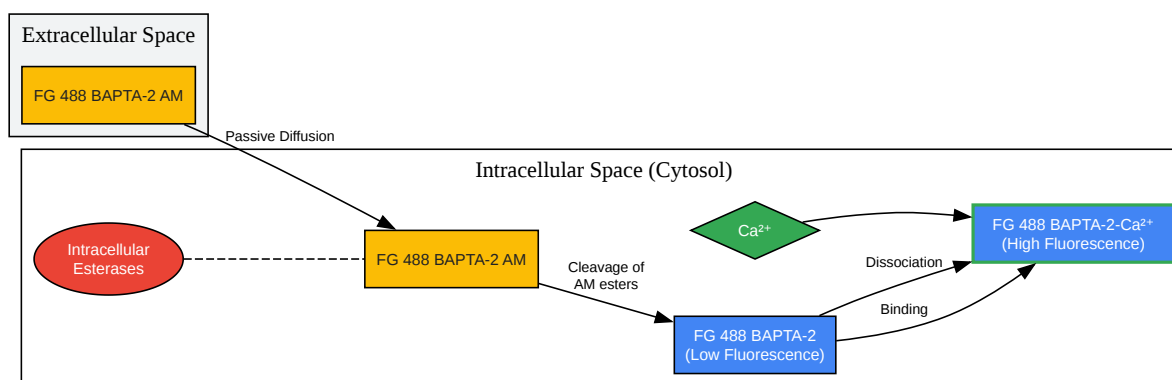 Extracellular Space
FG 488 BAPTA-2 AM
Passive Diffusion
Intracellular Space (Cytosol)
Intracellular
Esterases
FG 488 BAPTA-2 AM
Cleavage of
AM esters
Ca²⁺
FG 488 BAPTA-2-Ca²⁺
(High Fluorescence)
Dissociation
Binding
FG 488 BAPTA-2
(Low Fluorescence)